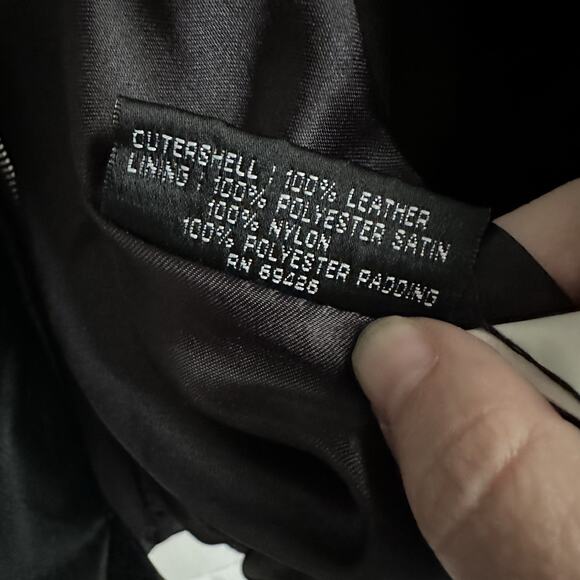 OUTERSHELL : 100% LEATHER
LINING : 100% POLYESTER SATIN
100% NYLON
100% POLYESTER PADDING
RN 69426